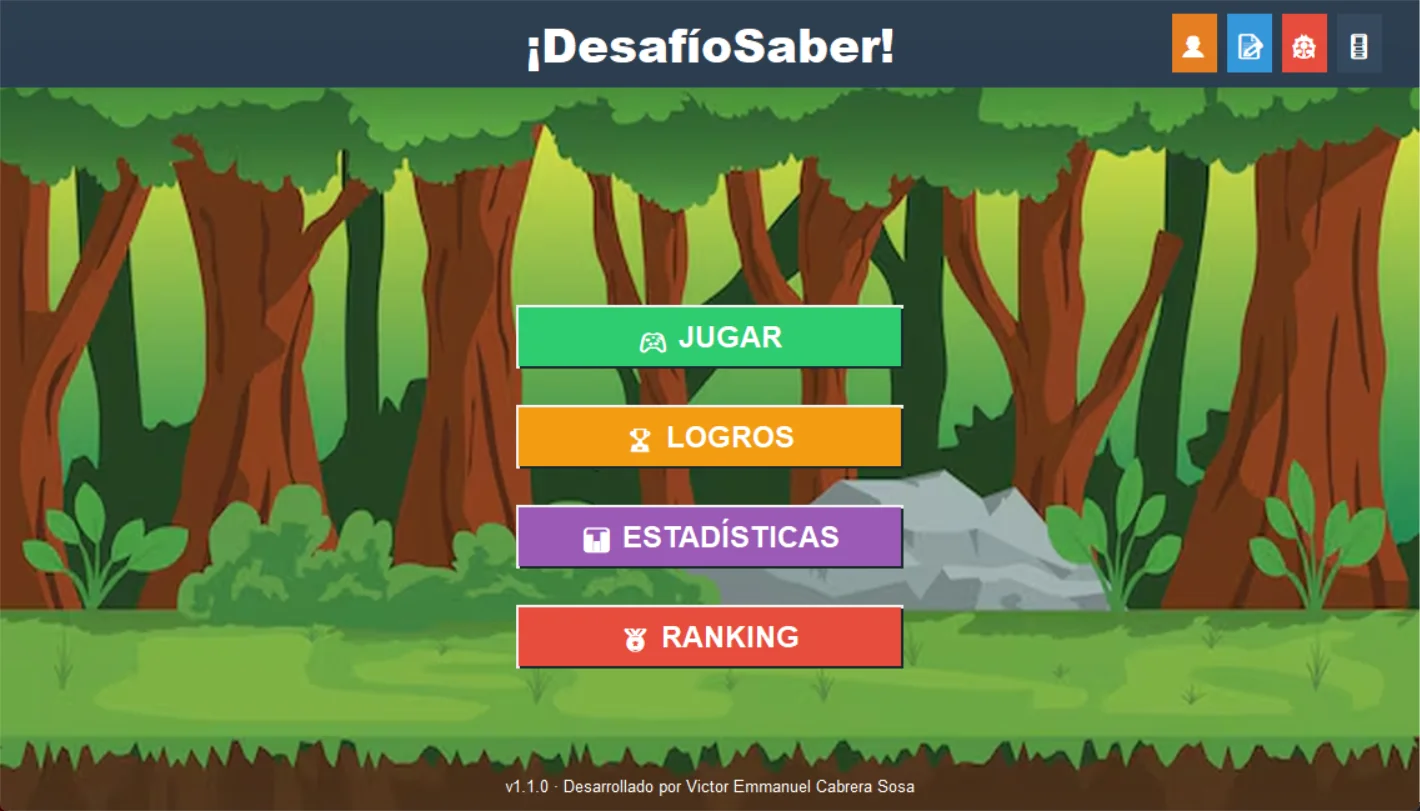 ¡DesafíoSaber!
JUGAR
LOGROS
ESTADÍSTICAS
RANKING
v1.1.0 · Desarrollado por Victor Emmanuel Cabrera Sosa